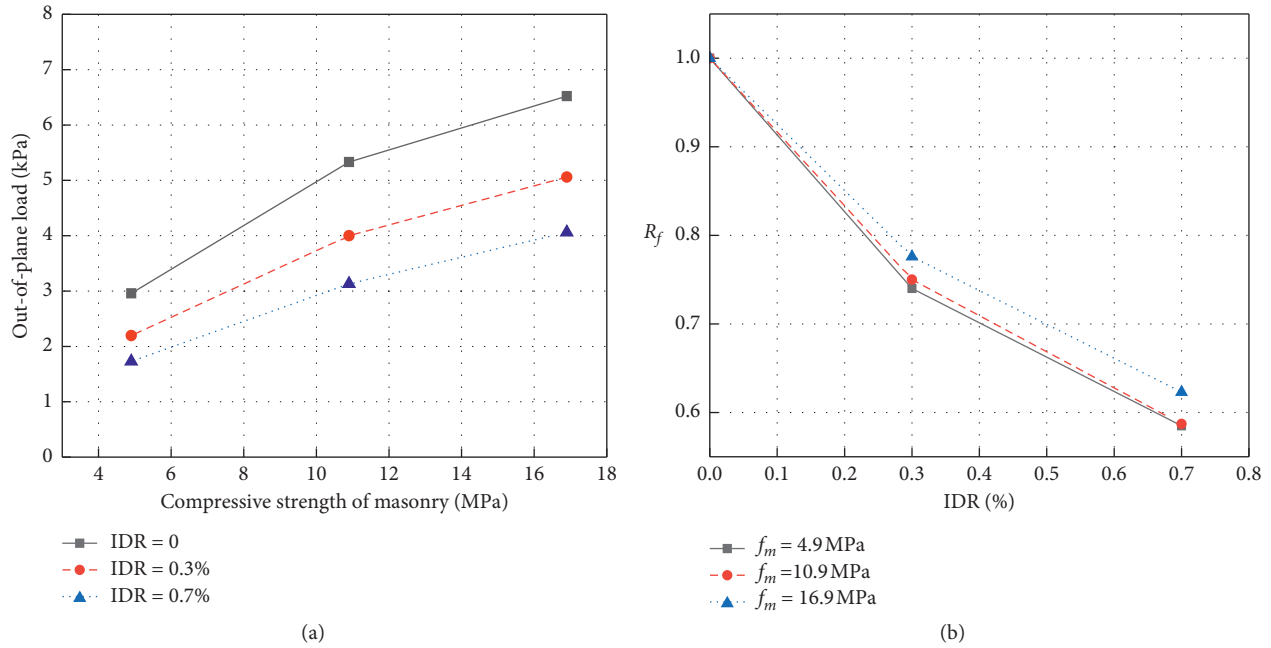 8
7
6
5
4
3
2
1
0
Out-of-plane load (kPa)
4 6 8 10 12 14 16 18
Compressive strength of masonry (MPa)
IDR = 0
IDR = 0.3%
IDR = 0.7%
(a)
1.0
0.9
0.8
0.7
0.6
R_f
0.0 0.1 0.2 0.3 0.4 0.5 0.6 0.7 0.8
IDR (%)
f_m = 4.9 MPa
f_m =10.9 MPa
f_m = 16.9 MPa
(b)